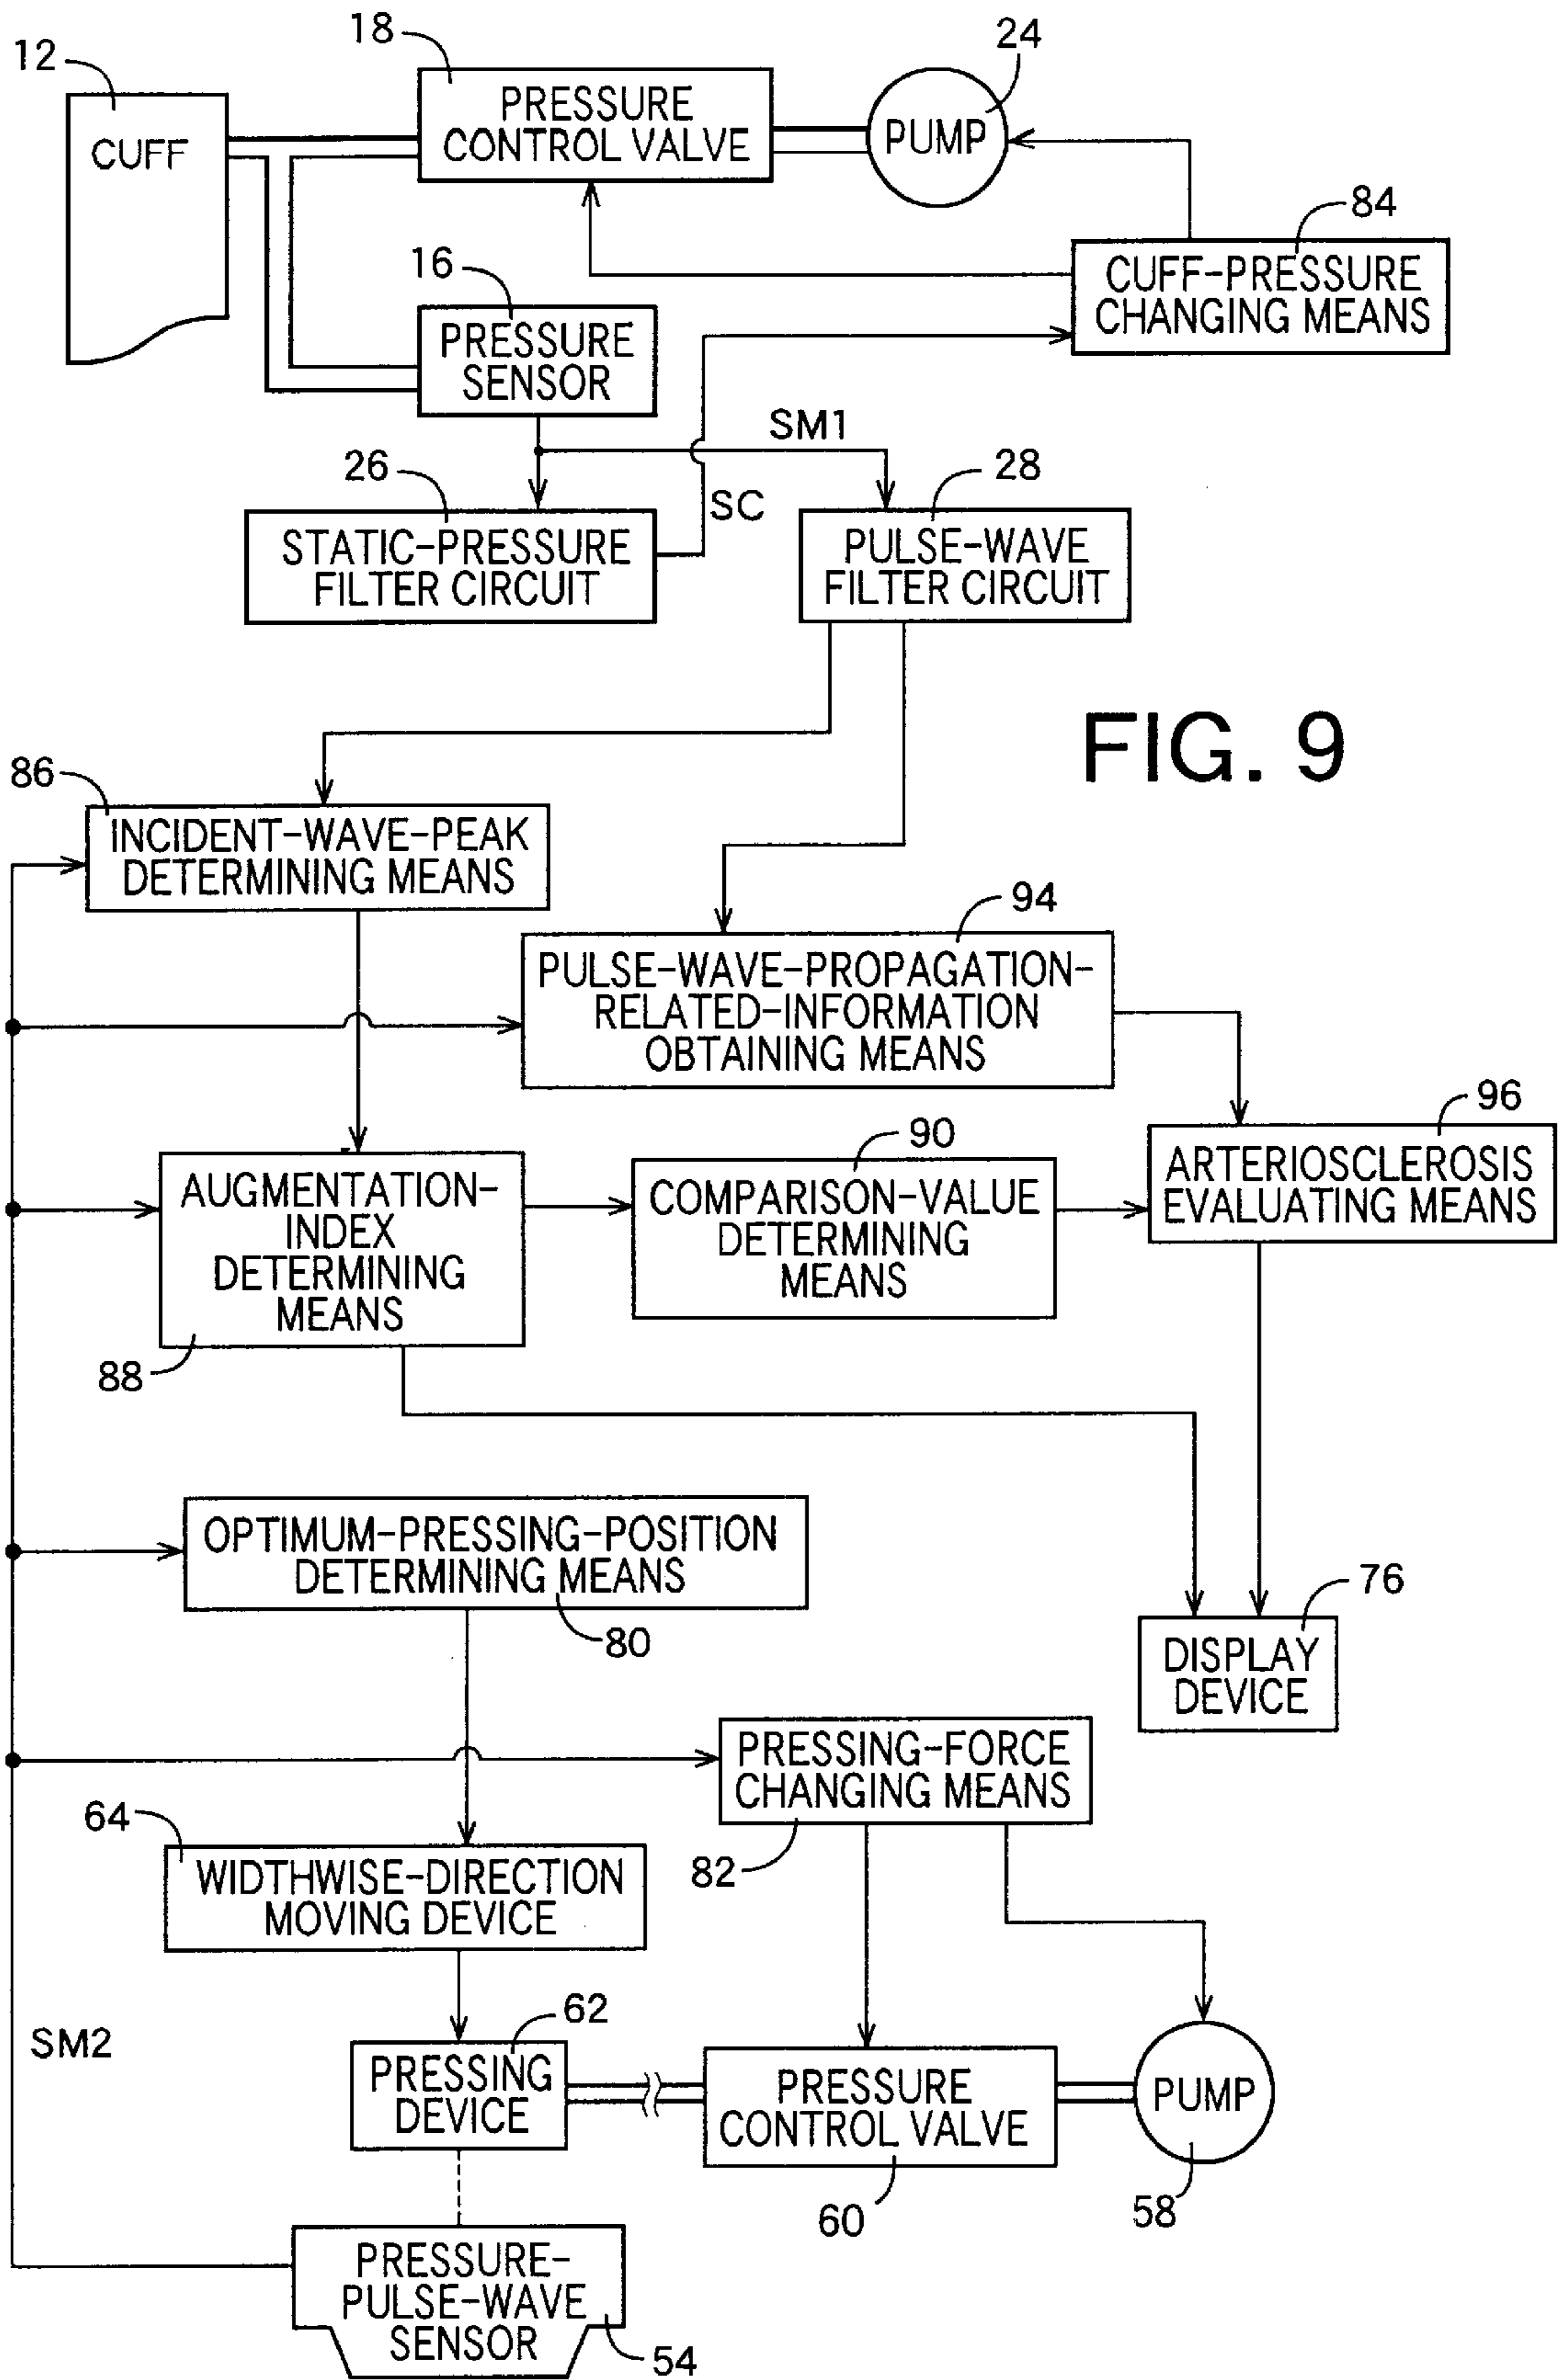 12
CUFF
18
PRESSURE
CONTROL VALVE
24
PUMP
84
CUFF-PRESSURE
CHANGING MEANS
16
PRESSURE
SENSOR
SM1
26
SC
28
STATIC-PRESSURE
FILTER CIRCUIT
PULSE-WAVE
FILTER CIRCUIT
FIG. 9
86
INCIDENT-WAVE-PEAK
DETERMINING MEANS
94
PULSE-WAVE-PROPAGATION-
RELATED-INFORMATION
OBTAINING MEANS
96
ARTERIOSCLEROSIS
EVALUATING MEANS
90
COMPARISON-VALUE
DETERMINING
MEANS
AUGMENTATION-
INDEX
DETERMINING
MEANS
88
OPTIMUM-PRESSING-POSITION
DETERMINING MEANS
80
76
DISPLAY
DEVICE
PRESSING-FORCE
CHANGING MEANS
82
64
WIDTHWISE-DIRECTION
MOVING DEVICE
62
PRESSING
DEVICE
PRESSURE
CONTROL VALVE
60
PUMP
58
SM2
PRESSURE-
PULSE-WAVE
SENSOR
54